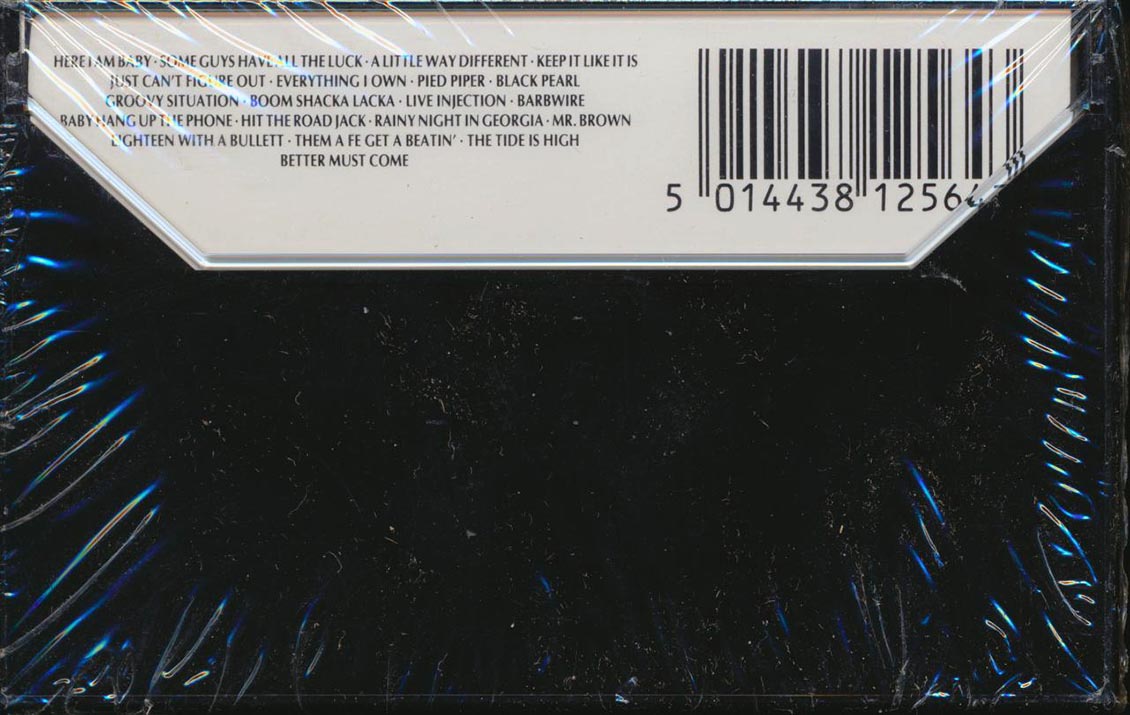 HERE I AM BABY · SOME GUYS HAVE ALL THE LUCK · A LITTLE WAY DIFFERENT · KEEP IT LIKE IT IS
JUST CAN'T FIGURE OUT · EVERYTHING I OWN · PIED PIPER · BLACK PEARL
GROOVY SITUATION · BOOM SHACKA LACKA · LIVE INJECTION · BARBWIRE
BABY HANG UP THE PHONE · HIT THE ROAD JACK · RAINY NIGHT IN GEORGIA · MR. BROWN
EIGHTEEN WITH A BULLETT · THEM A FE GET A BEATIN' · THE TIDE IS HIGH
BETTER MUST COME
5 014438 12564